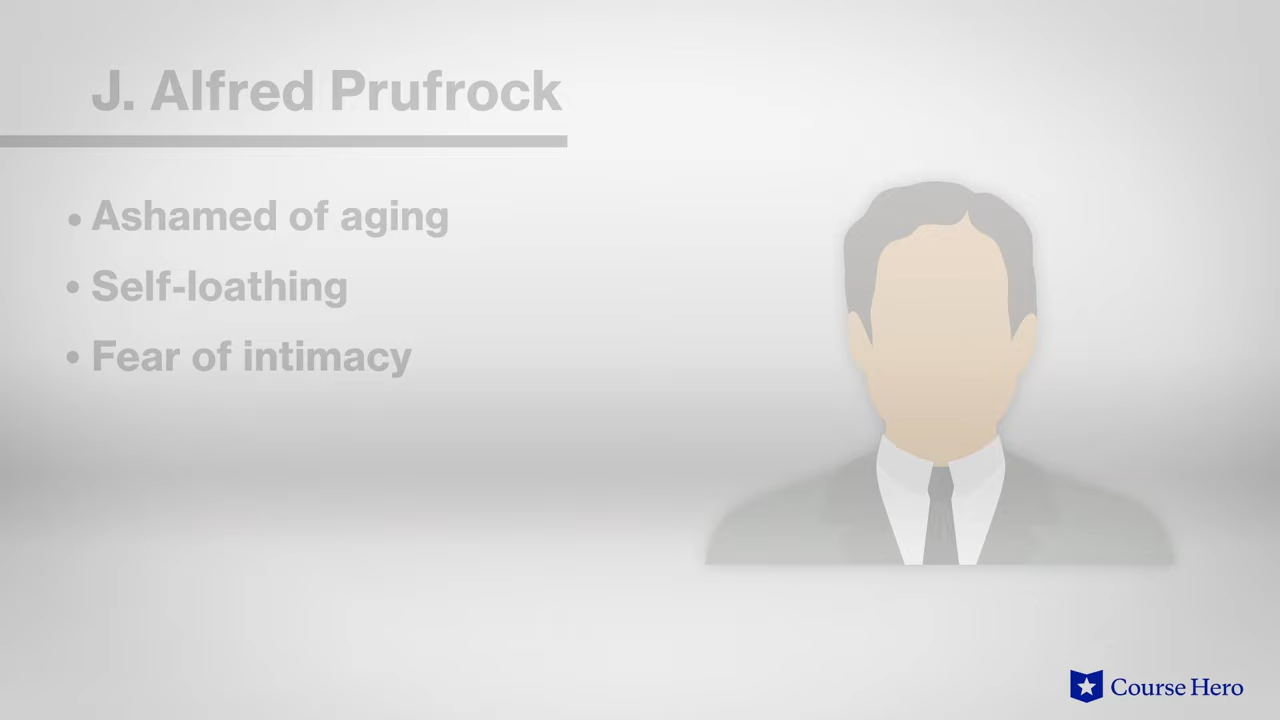 J. Alfred Prufrock
• Ashamed of aging
• Self-loathing
• Fear of intimacy
Course Hero